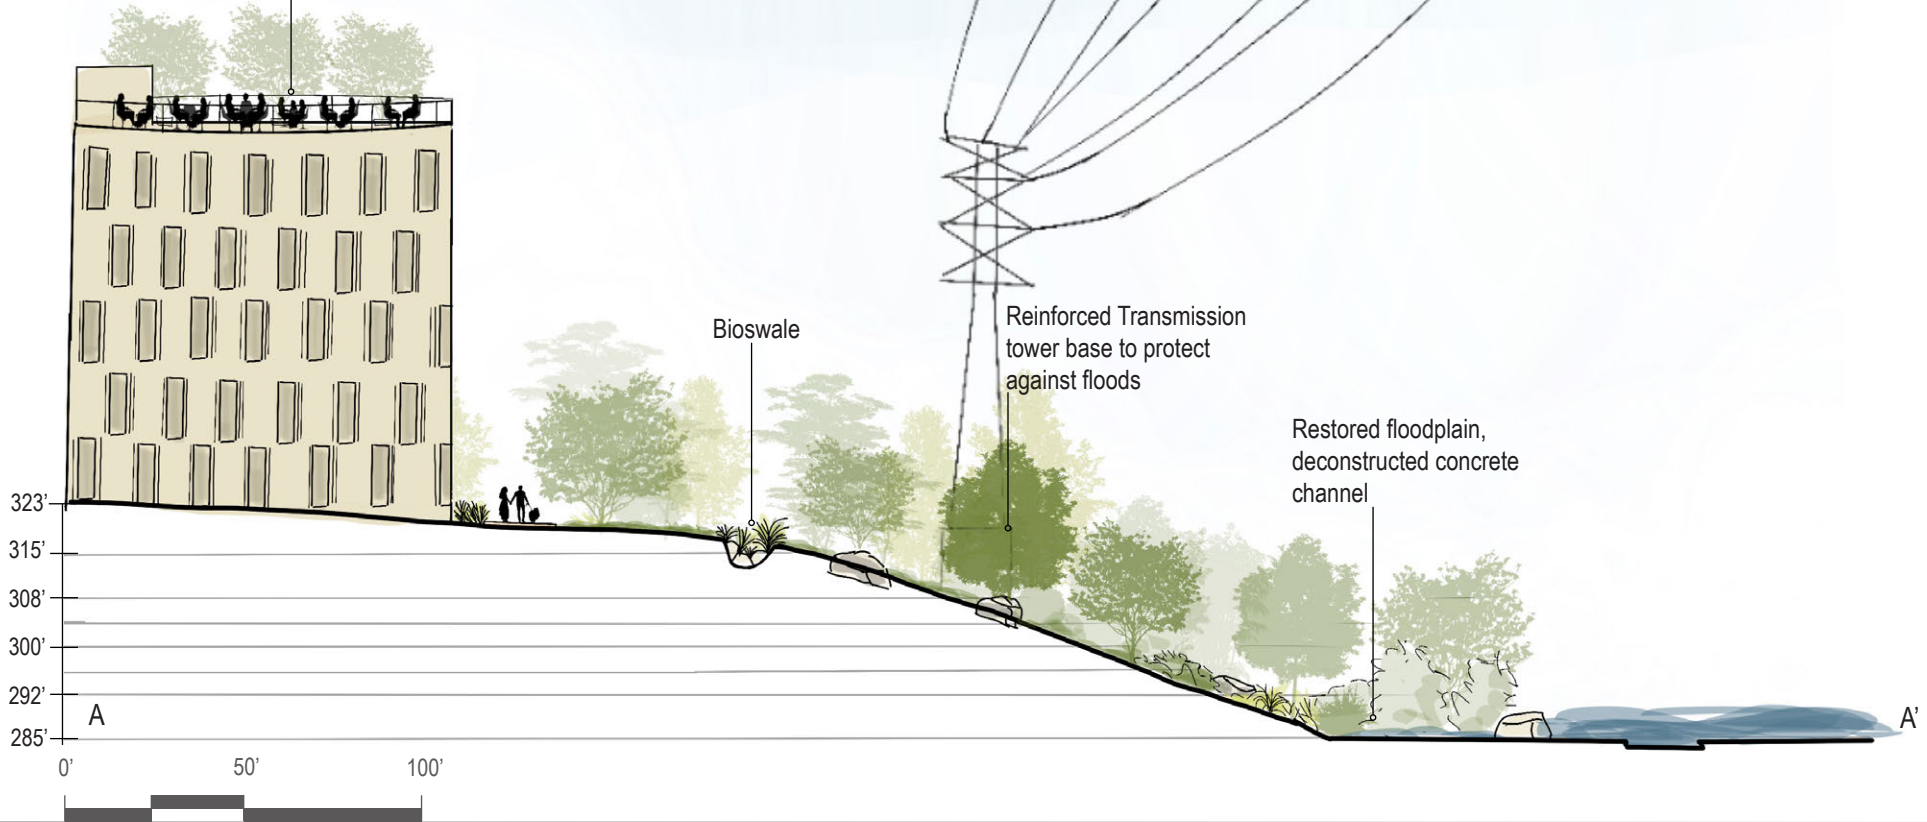 Bioswale
Reinforced Transmission
tower base to protect
against floods
Restored floodplain,
deconstructed concrete
channel
323’
315’
308’
300’
292’
285’
A
A’
0’
50’
100’